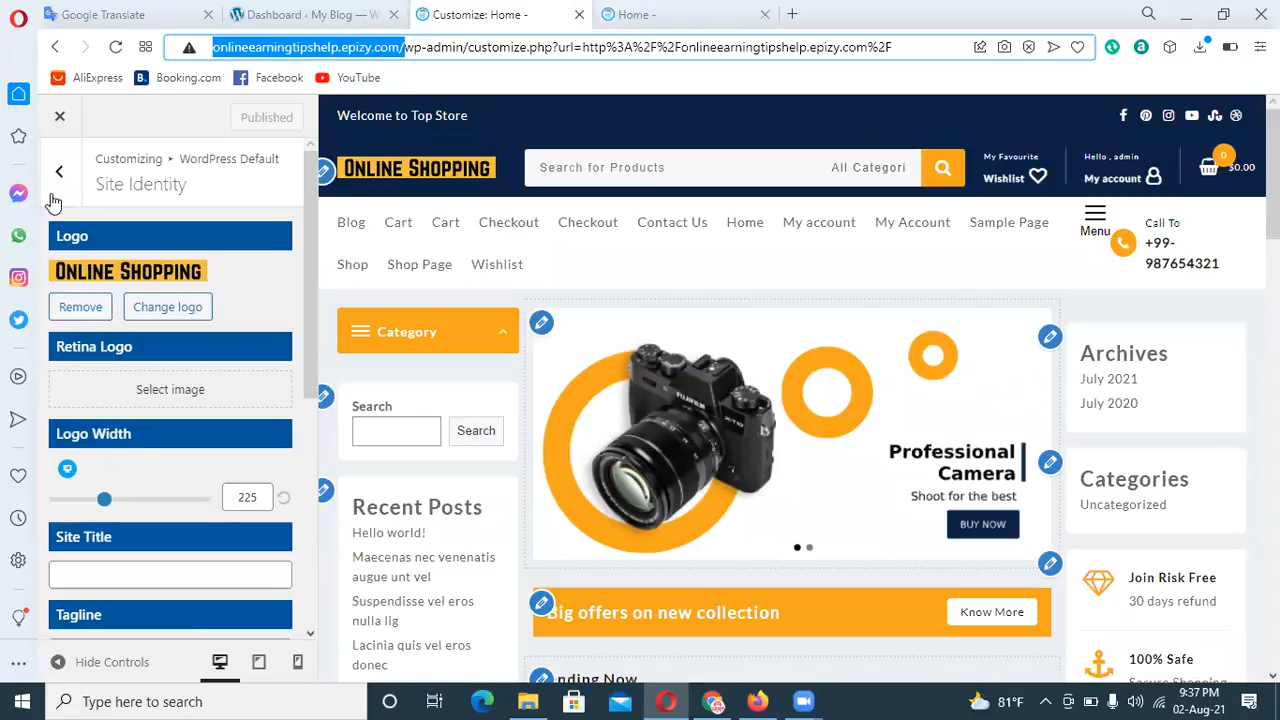 Google Translate
Dashboard ‹ My Blog — W
Customize: Home -
Home -
onlineearningtipshelp.epizy.com/wp-admin/customize.php?url=http%3A%2F%2Fonlineearningtipshelp.epizy.com%2F
AliExpress
B. Booking.com
Facebook
YouTube
Published
Customizing ▸ WordPress Default
Site Identity
Logo
ONLINE SHOPPING
Remove
Change logo
Retina Logo
Select image
Logo Width
225
Site Title
Tagline
Hide Controls
Welcome to Top Store
ONLINE SHOPPING
Search for Products
All Categori
My Favourite
Wishlist
Hello , admin
My account
0
$0.00
Blog Cart Cart Checkout Checkout Contact Us Home My account My Account Sample Page
Shop Shop Page Wishlist
Menu
Call To
+99-
987654321
Category
Search
Search
Recent Posts
Hello world!
Maecenas nec venenatis
augue unt vel
Suspendisse vel eros
nulla lig
Lacinia quis vel eros
donec
FUJIFILM
Professional
Camera
Shoot for the best
BUY NOW
Big offers on new collection
Know More
nding Now
Archives
July 2021
July 2020
Categories
Uncategorized
Join Risk Free
30 days refund
100% Safe
Secure Shopping
Type here to search
81°F
9:37 PM
02-Aug-21